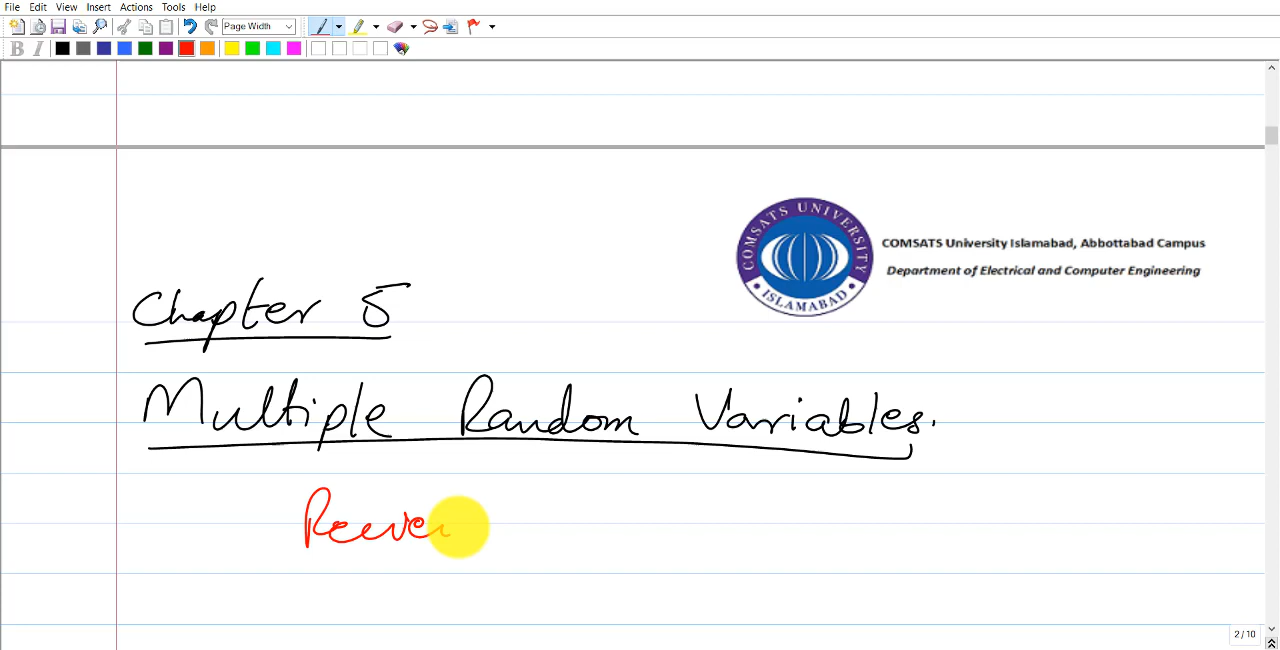 File Edit View Insert Actions Tools Help
Page Width
B I
COMSATS UNIVERSITY
ISLAMABAD
COMSATS University Islamabad, Abbottabad Campus
Department of Electrical and Computer Engineering
Chapter 5
Multiple Random Variables.
2 / 10